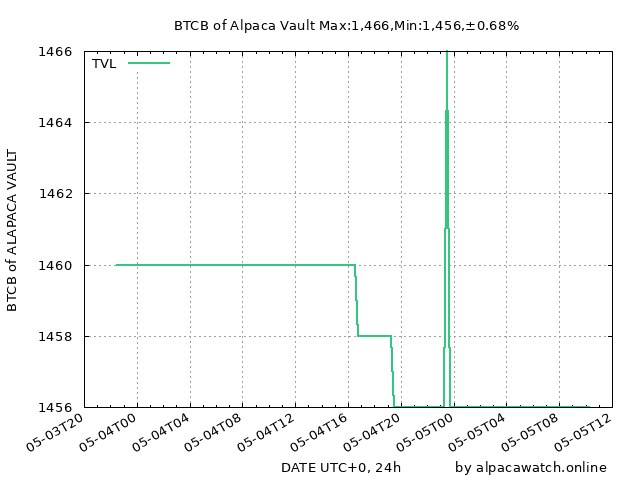 BTCB of Alpaca Vault Max:1,466,Min:1,456,±0.68%
TVL
BTCB of ALAPACA VAULT
1466
1464
1462
1460
1458
1456
05-03T20
05-04T00
05-04T04
05-04T08
05-04T12
05-04T16
05-04T20
05-05T00
05-05T04
05-05T08
05-05T12
DATE UTC+0, 24h
by alpacawatch.online